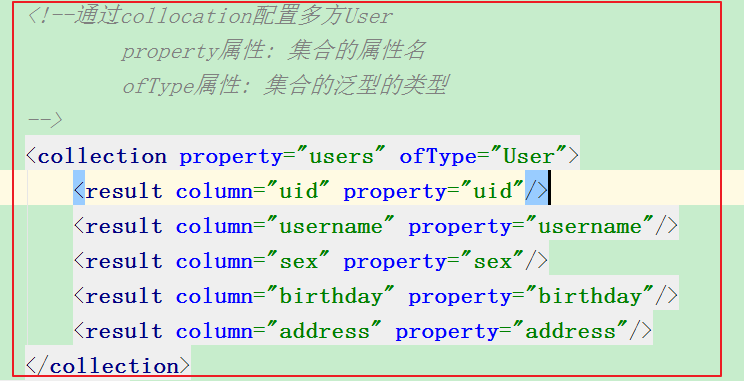 <!--通过collocation配置多方User
property属性: 集合的属性名
ofType属性: 集合的泛型的类型
-->
<collection property="users" ofType="User">
<result column="uid" property="uid"/>
<result column="username" property="username"/>
<result column="sex" property="sex"/>
<result column="birthday" property="birthday"/>
<result column="address" property="address"/>
</collection>